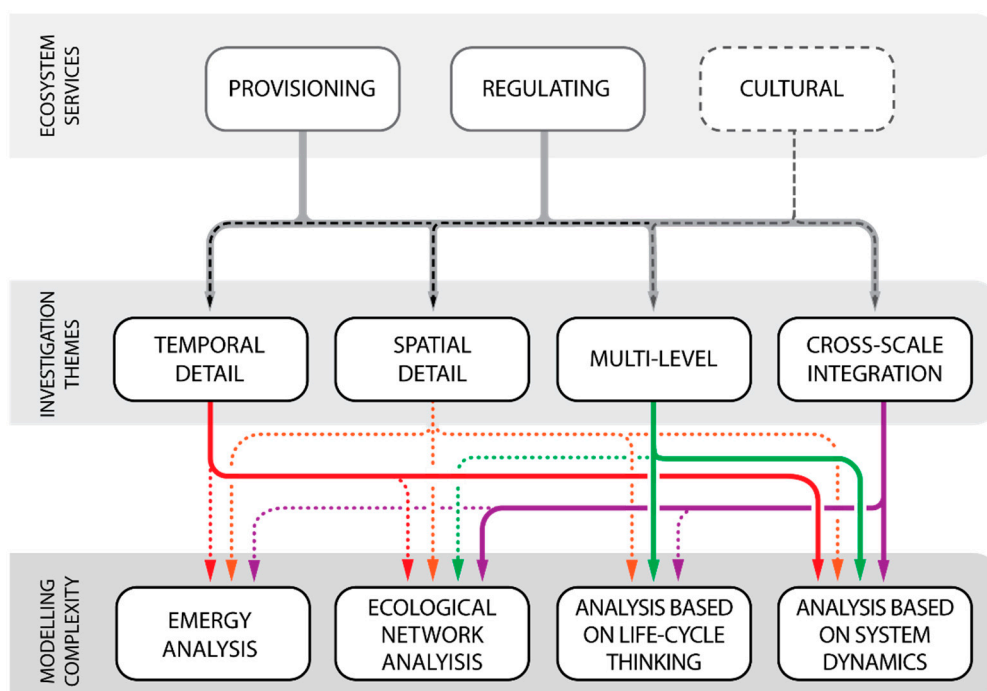 ECOSYSTEM
SERVICES
PROVISIONING
REGULATING
CULTURAL
INVESTIGATION
THEMES
TEMPORAL
DETAIL
SPATIAL
DETAIL
MULTI-LEVEL
CROSS-SCALE
INTEGRATION
MODELLING
COMPLEXITY
EMERGY
ANALYSIS
ECOLOGICAL
NETWORK
ANALYISIS
ANALYSIS BASED
ON LIFE-CYCLE
THINKING
ANALYSIS BASED
ON SYSTEM
DYNAMICS